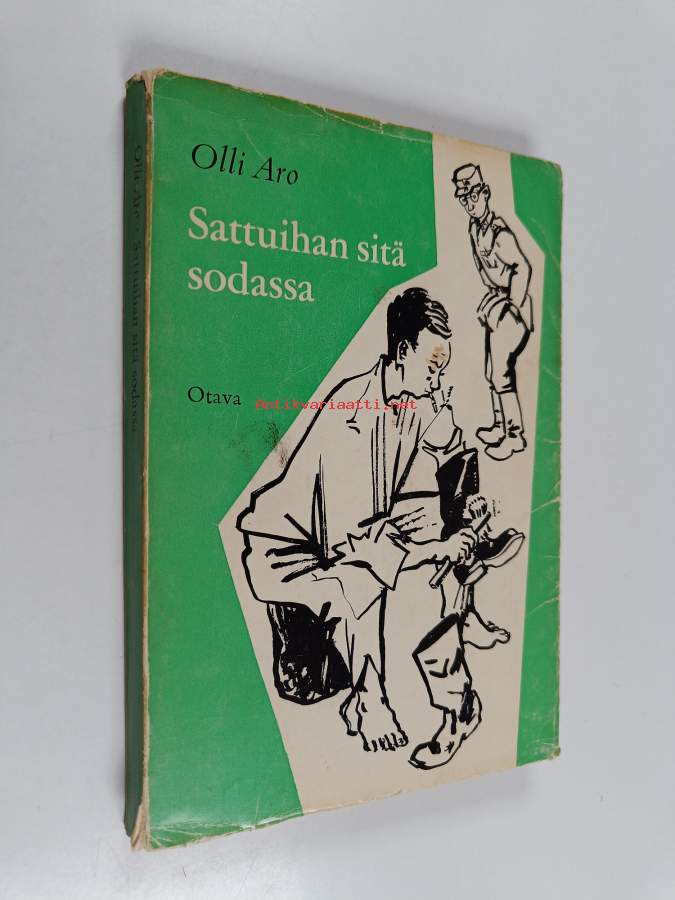 Olli Aro
Sattuihan sitä
sodassa
Otava
antikvariaatti.net
Olli Aro · Sattuihan sitä sodassa